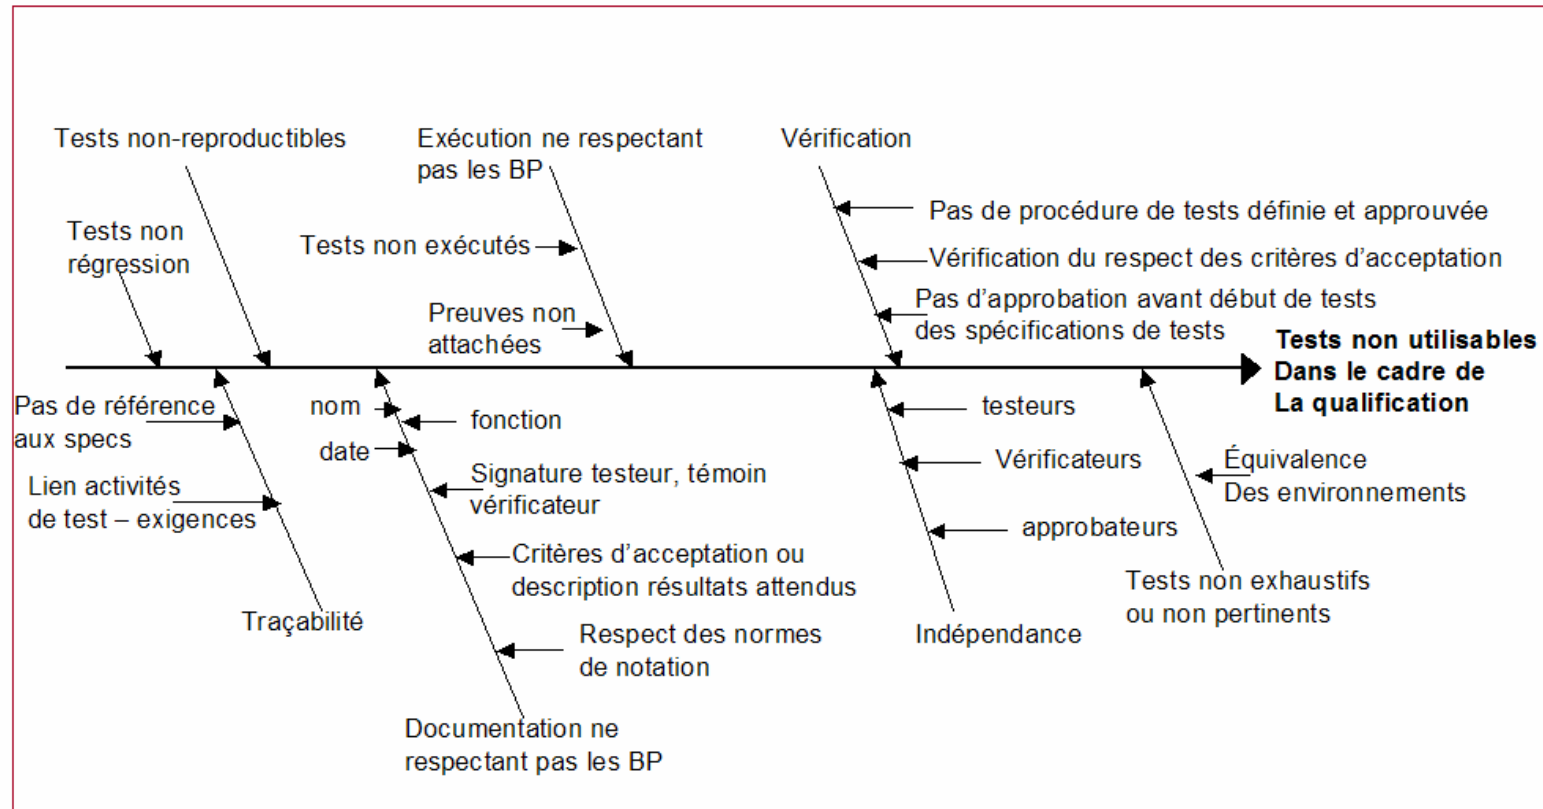 Tests non-reproductibles
Exécution ne respectant
pas les BP
Vérification
Tests non
régression
Tests non exécutés
Preuves non
attachées
Pas de procédure de tests définie et approuvée
Vérification du respect des critères d’acceptation
Pas d’approbation avant début de tests
des spécifications de tests
Tests non utilisables
Dans le cadre de
La qualification
Pas de référence
aux specs
Lien activités
de test – exigences
Traçabilité
nom
fonction
date
Signature testeur, témoin
vérificateur
Critères d’acceptation ou
description résultats attendus
Respect des normes
de notation
Documentation ne
respectant pas les BP
testeurs
Vérificateurs
approbateurs
Indépendance
Équivalence
Des environnements
Tests non exhaustifs
ou non pertinents